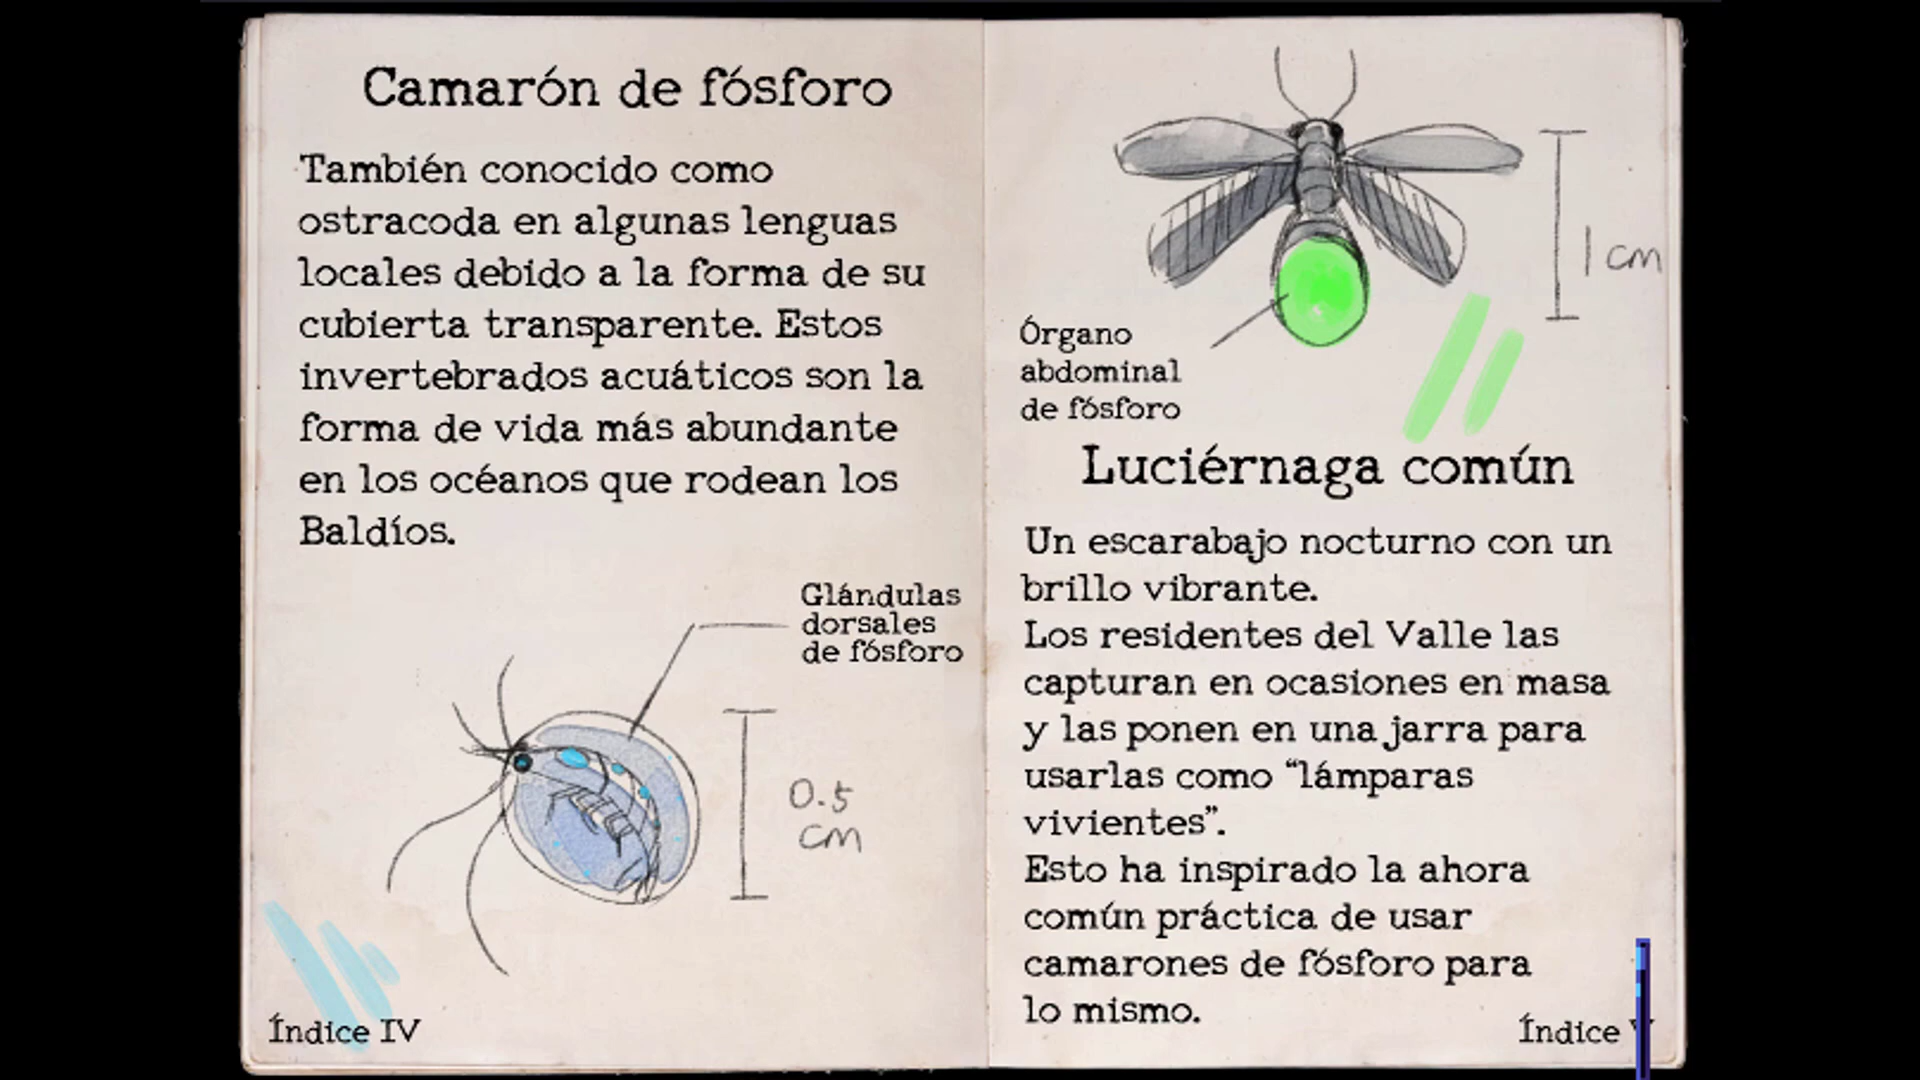 Camarón de fósforo
También conocido como
ostracoda en algunas lenguas
locales debido a la forma de su
cubierta transparente. Estos
invertebrados acuáticos son la
forma de vida más abundante
en los océanos que rodean los
Baldíos.
Glándulas
dorsales
de fósforo
0.5
cm
Índice IV
1 cm
Órgano
abdominal
de fósforo
Luciérnaga común
Un escarabajo nocturno con un
brillo vibrante.
Los residentes del Valle las
capturan en ocasiones en masa
y las ponen en una jarra para
usarlas como “lámparas
vivientes”.
Esto ha inspirado la ahora
común práctica de usar
camarones de fósforo para
lo mismo.
Índice